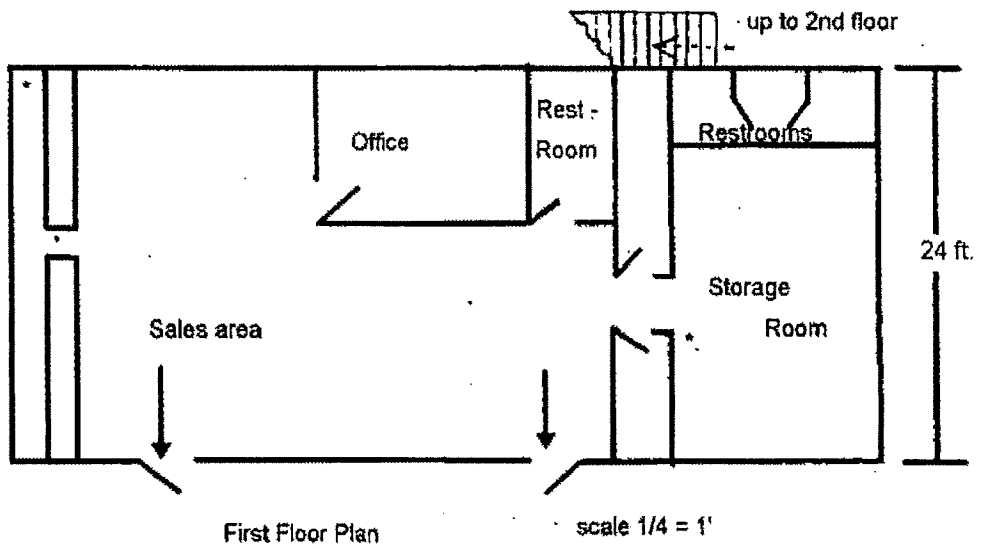 up to 2nd floor
Rest -
Room
Office
Restrooms
24 ft.
Storage
Room
Sales area
First Floor Plan
scale 1/4 = 1'